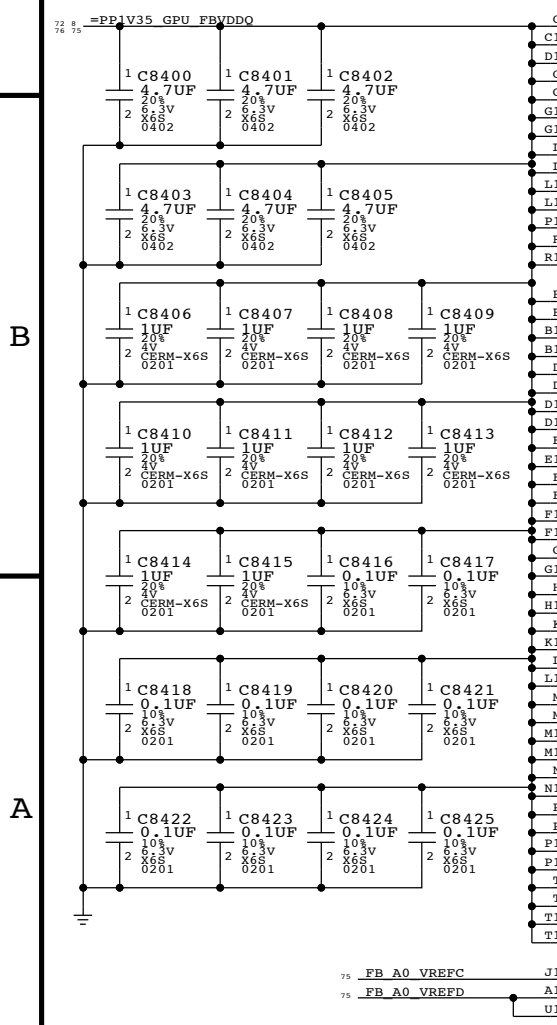 72 8 =PP1V35_GPU_FBVDDQ
76 75
1 C8400 1 C8401 1 C8402
4.7UF 4.7UF 4.7UF
20% 20% 20%
2 6.3V 2 6.3V 2 6.3V
X6S X6S X6S
0402 0402 0402
1 C8403 1 C8404 1 C8405
4.7UF 4.7UF 4.7UF
20% 20% 20%
2 6.3V 2 6.3V 2 6.3V
X6S X6S X6S
0402 0402 0402
B
1 C8406 1 C8407 1 C8408 1 C8409
1UF 1UF 1UF 1UF
20% 20% 20% 20%
4V 4V 4V 4V
2 CERM-X6S 2 CERM-X6S 2 CERM-X6S 2 CERM-X6S
0201 0201 0201 0201
1 C8410 1 C8411 1 C8412 1 C8413
1UF 1UF 1UF 1UF
20% 20% 20% 20%
4V 4V 4V 4V
2 CERM-X6S 2 CERM-X6S 2 CERM-X6S 2 CERM-X6S
0201 0201 0201 0201
1 C8414 1 C8415 1 C8416 1 C8417
1UF 1UF 0.1UF 0.1UF
20% 20% 10% 10%
4V 4V 6.3V 6.3V
2 CERM-X6S 2 CERM-X6S 2 X6S 2 X6S
0201 0201 0201 0201
1 C8418 1 C8419 1 C8420 1 C8421
0.1UF 0.1UF 0.1UF 0.1UF
10% 10% 10% 10%
2 6.3V 2 6.3V 2 6.3V 2 6.3V
X6S X6S X6S X6S
0201 0201 0201 0201
A
1 C8422 1 C8423 1 C8424 1 C8425
0.1UF 0.1UF 0.1UF 0.1UF
10% 10% 10% 10%
2 6.3V 2 6.3V 2 6.3V 2 6.3V
X6S X6S X6S X6S
0201 0201 0201 0201
75 FB_A0_VREFC
75 FB_A0_VREFD